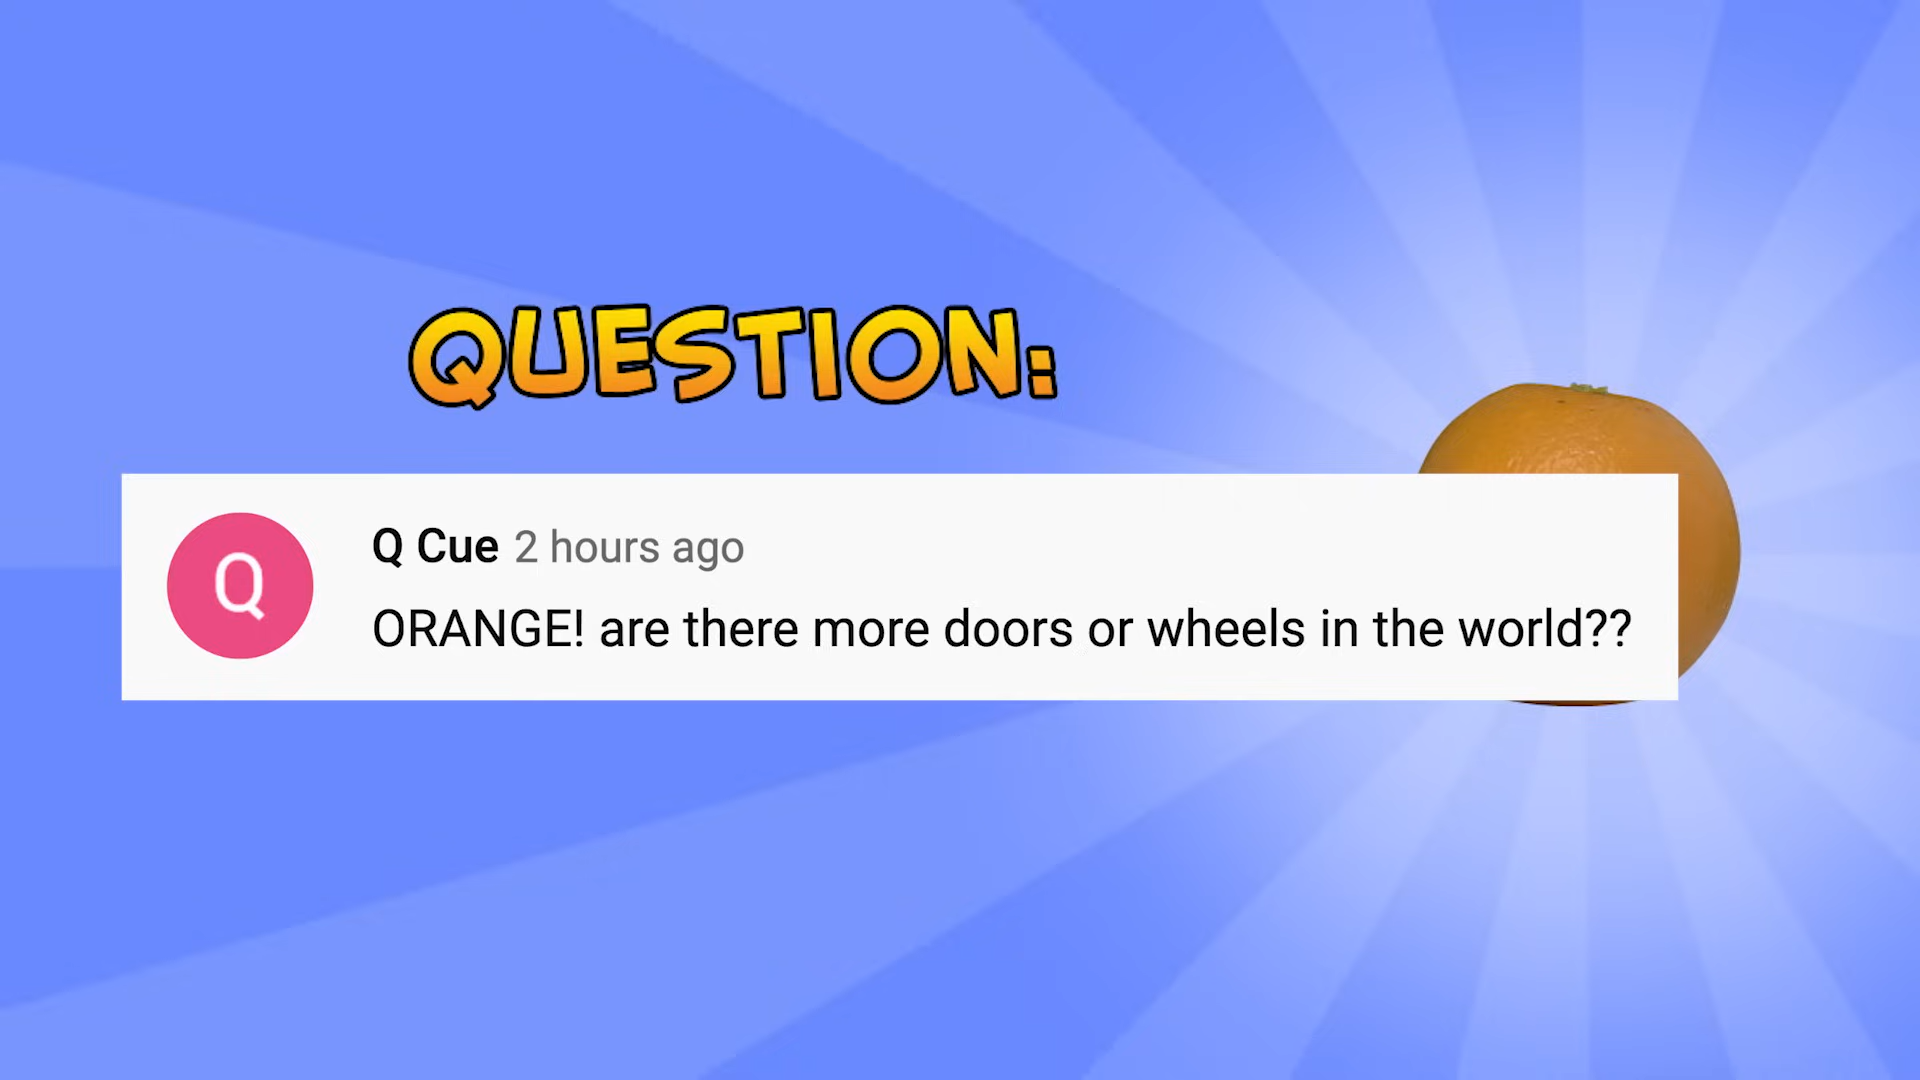 QUESTION:
Q
Q Cue 2 hours ago
ORANGE! are there more doors or wheels in the world??